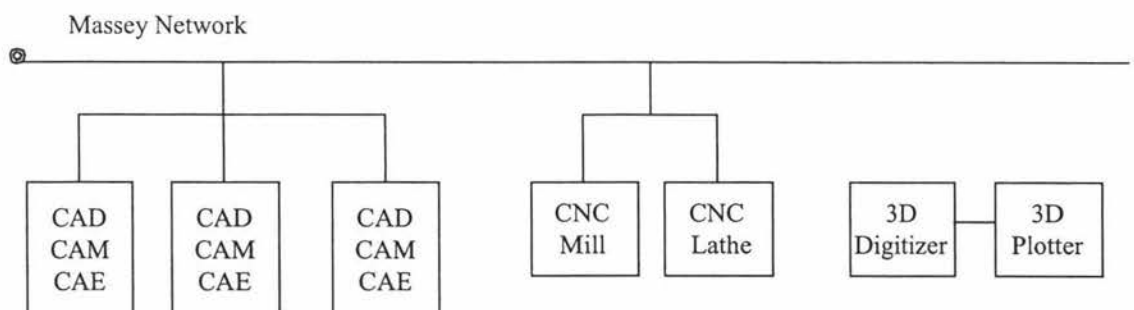 Massey Network
CAD
CAM
CAE
CAD
CAM
CAE
CAD
CAM
CAE
CNC
Mill
CNC
Lathe
3D
Digitizer
3D
Plotter